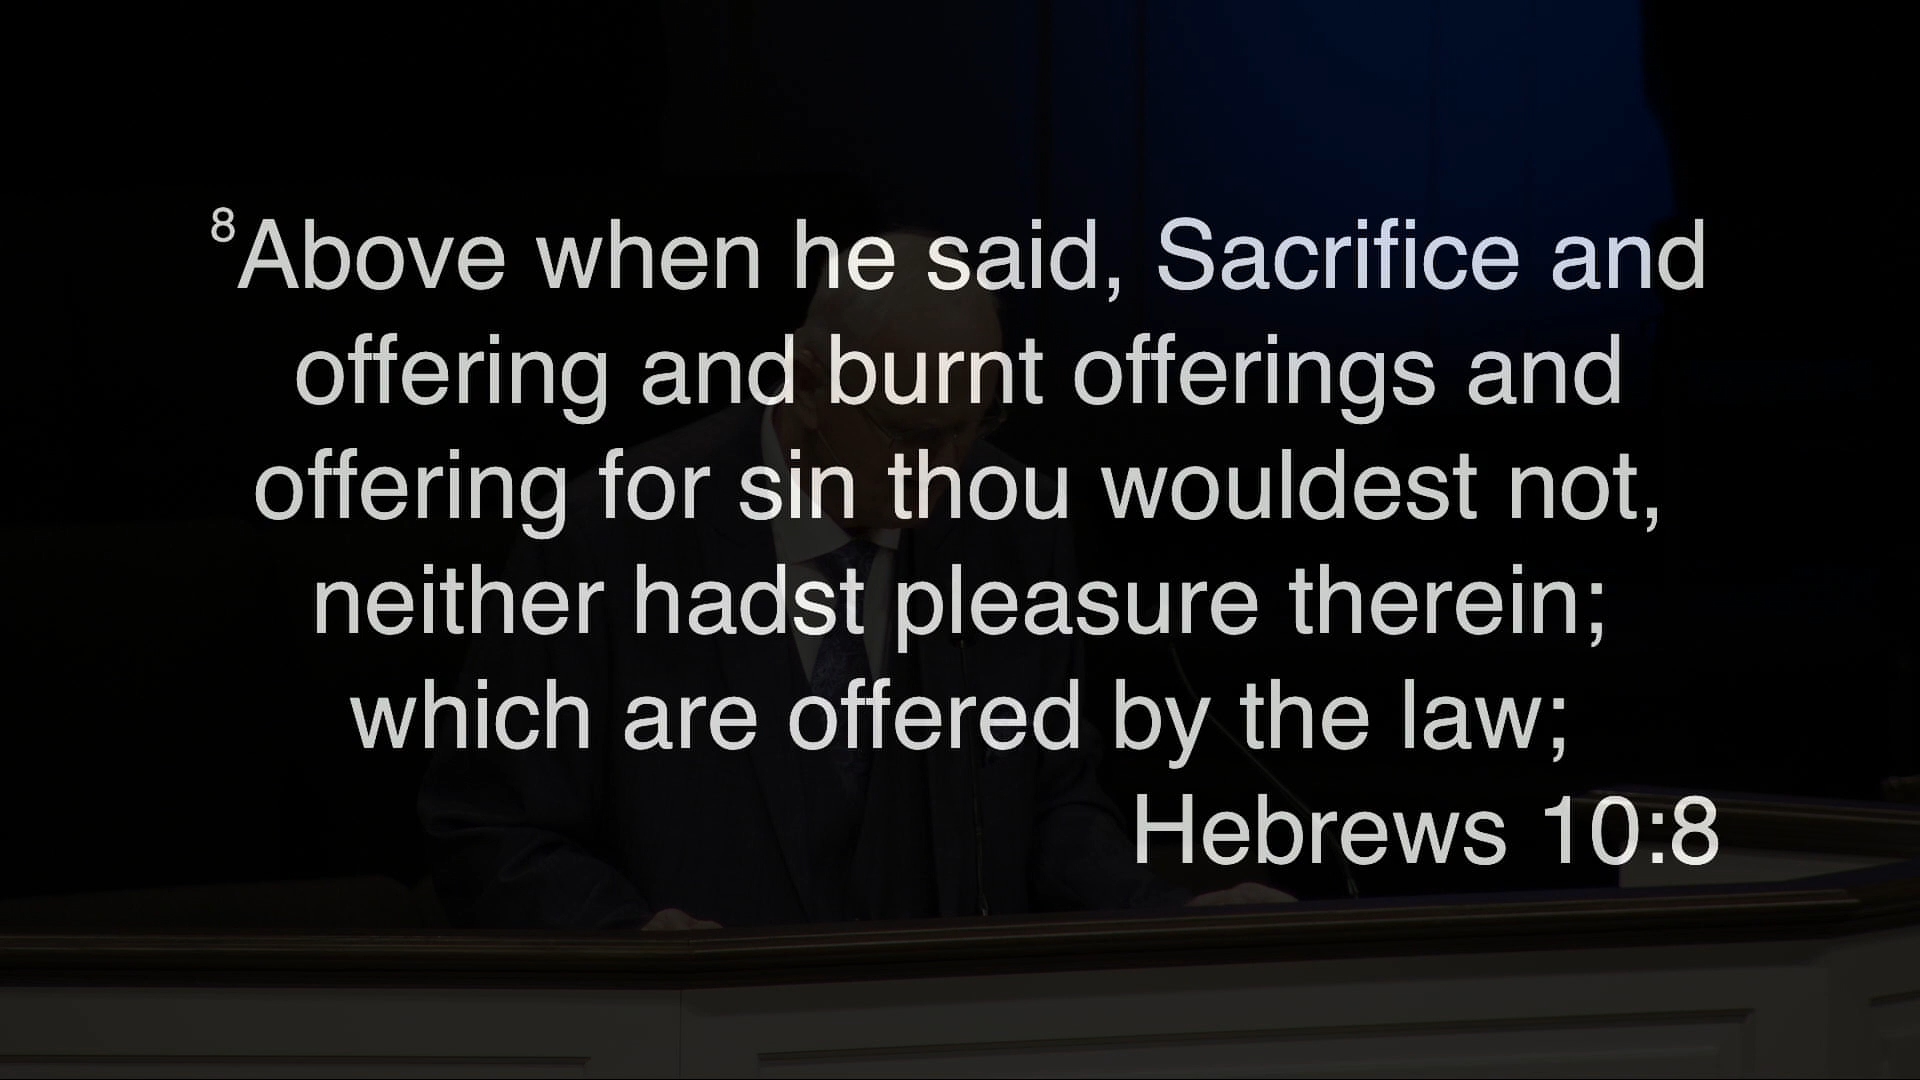 8Above when he said, Sacrifice and
offering and burnt offerings and
offering for sin thou wouldest not,
neither hadst pleasure therein;
which are offered by the law;
Hebrews 10:8